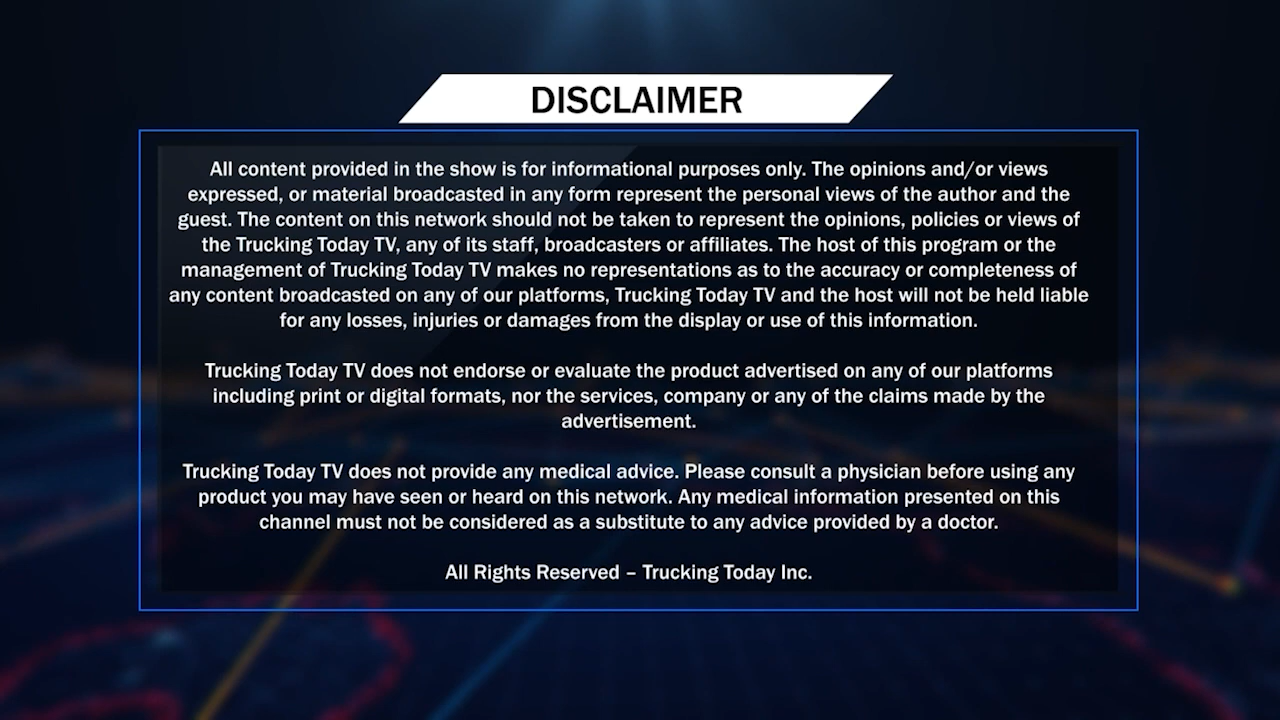 DISCLAIMER
All content provided in the show is for informational purposes only. The opinions and/or views
expressed, or material broadcasted in any form represent the personal views of the author and the
guest. The content on this network should not be taken to represent the opinions, policies or views of
the Trucking Today TV, any of its staff, broadcasters or affiliates. The host of this program or the
management of Trucking Today TV makes no representations as to the accuracy or completeness of
any content broadcasted on any of our platforms, Trucking Today TV and the host will not be held liable
for any losses, injuries or damages from the display or use of this information.
Trucking Today TV does not endorse or evaluate the product advertised on any of our platforms
including print or digital formats, nor the services, company or any of the claims made by the
advertisement.
Trucking Today TV does not provide any medical advice. Please consult a physician before using any
product you may have seen or heard on this network. Any medical information presented on this
channel must not be considered as a substitute to any advice provided by a doctor.
All Rights Reserved – Trucking Today Inc.